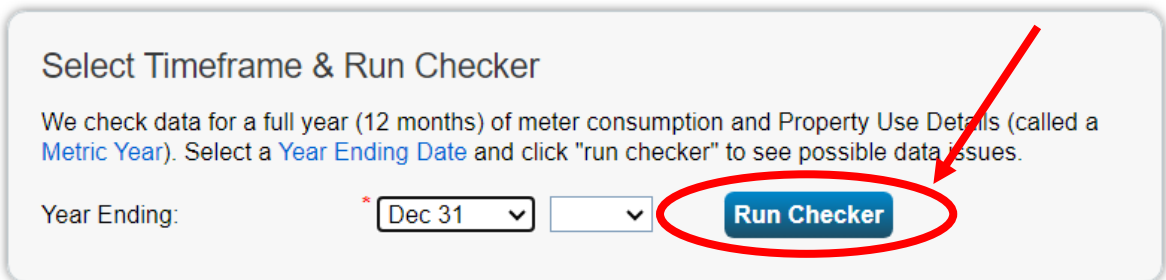 Select Timeframe & Run Checker
We check data for a full year (12 months) of meter consumption and Property Use Details (called a
Metric Year). Select a Year Ending Date and click "run checker" to see possible data issues.
Year Ending: * Dec 31 Run Checker